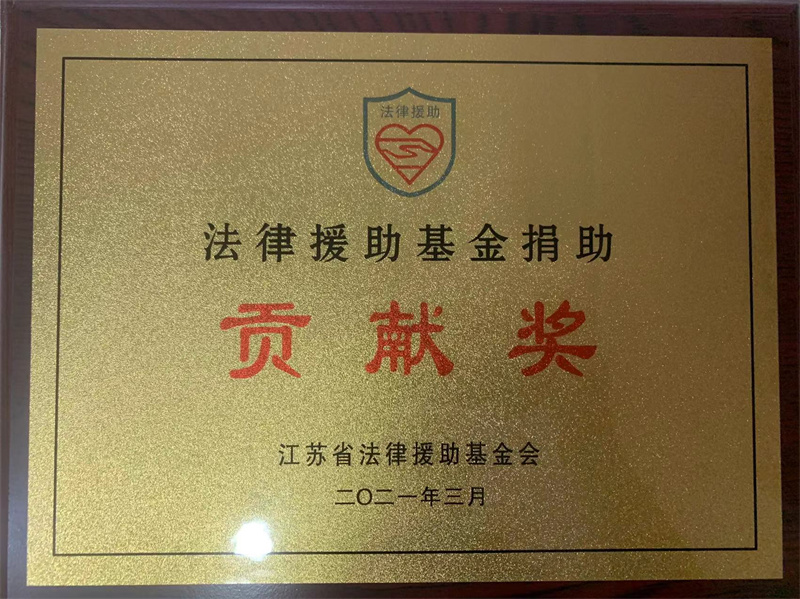 法律援助
法律援助基金捐助
贡献奖
江苏省法律援助基金会
二〇二一年三月